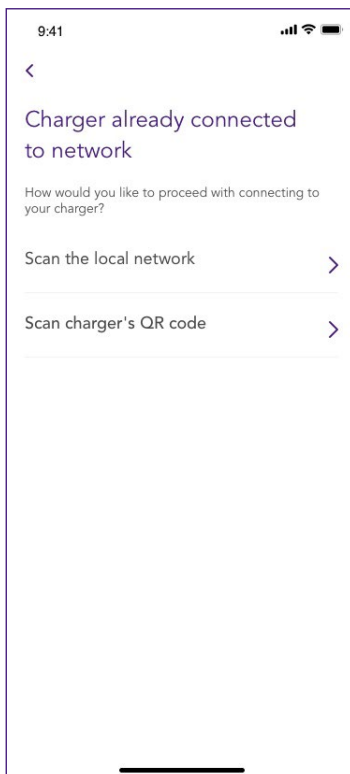 9:41
Charger already connected
to network
How would you like to proceed with connecting to
your charger?
Scan the local network
Scan charger's QR code